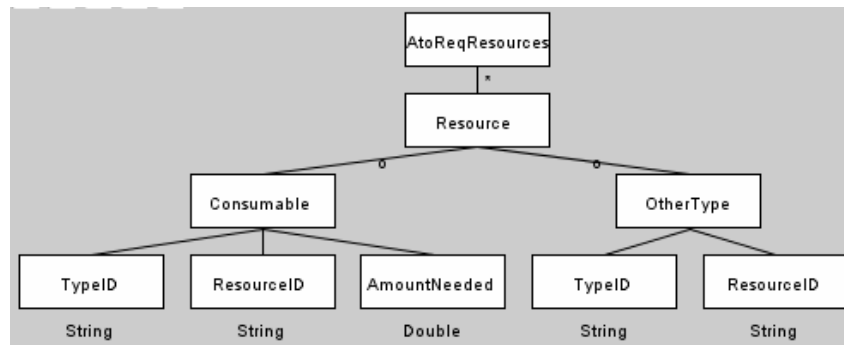 AtoReqResources
*
Resource
o o
Consumable OtherType
TypeID ResourceID AmountNeeded TypeID ResourceID
String String Double String String